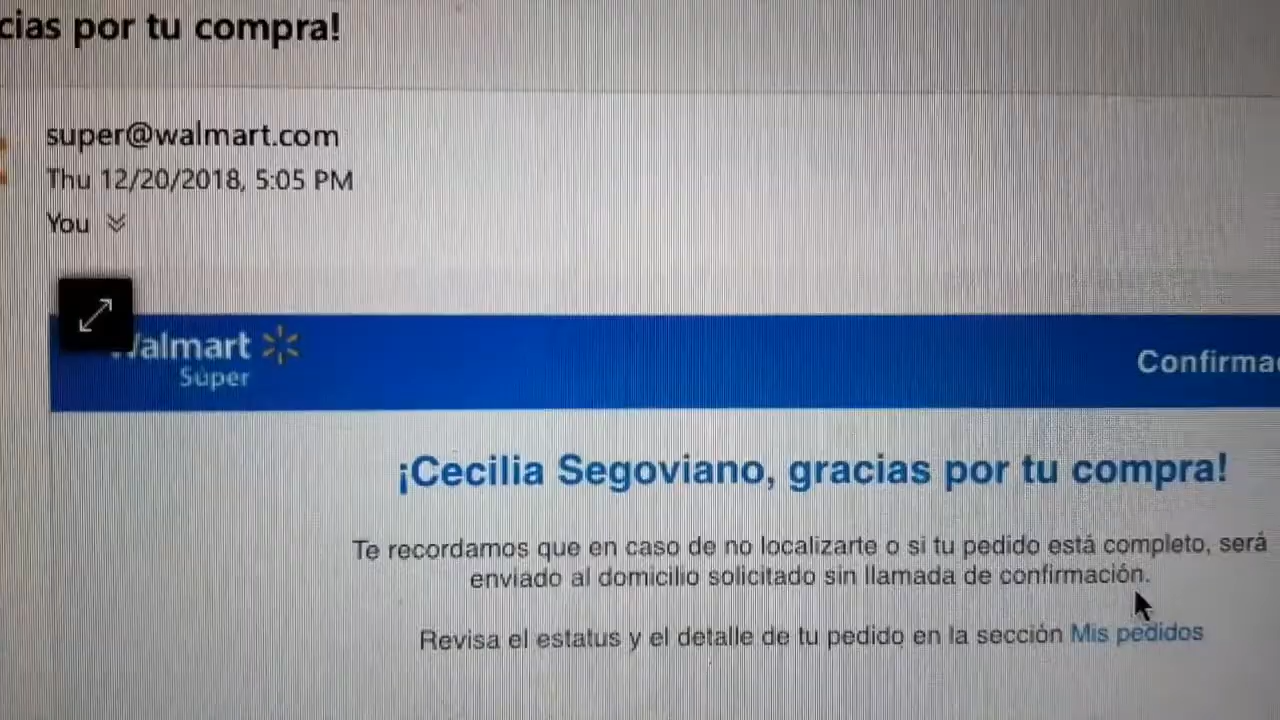 cias por tu compra!
super@walmart.com
Thu 12/20/2018, 5:05 PM
You
Walmart
Súper
Confirmac
¡Cecilia Segoviano, gracias por tu compra!
Te recordamos que en caso de no localizarte o si tu pedido está completo, será
enviado al domicilio solicitado sin llamada de confirmación.
Revisa el estatus y el detalle de tu pedido en la sección Mis pedidos